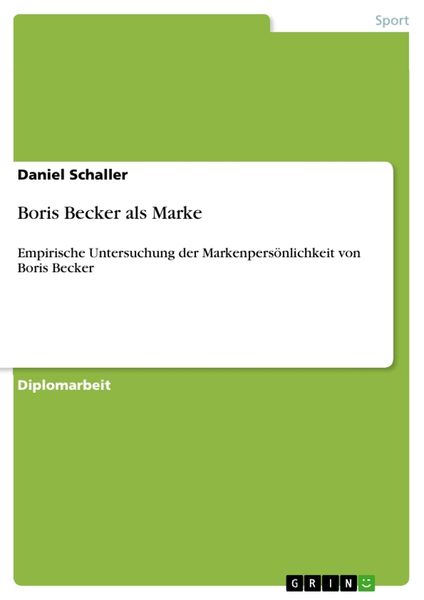 Sport
Daniel Schaller
Boris Becker als Marke
Empirische Untersuchung der Markenpersönlichkeit von
Boris Becker
Diplomarbeit
GRIN